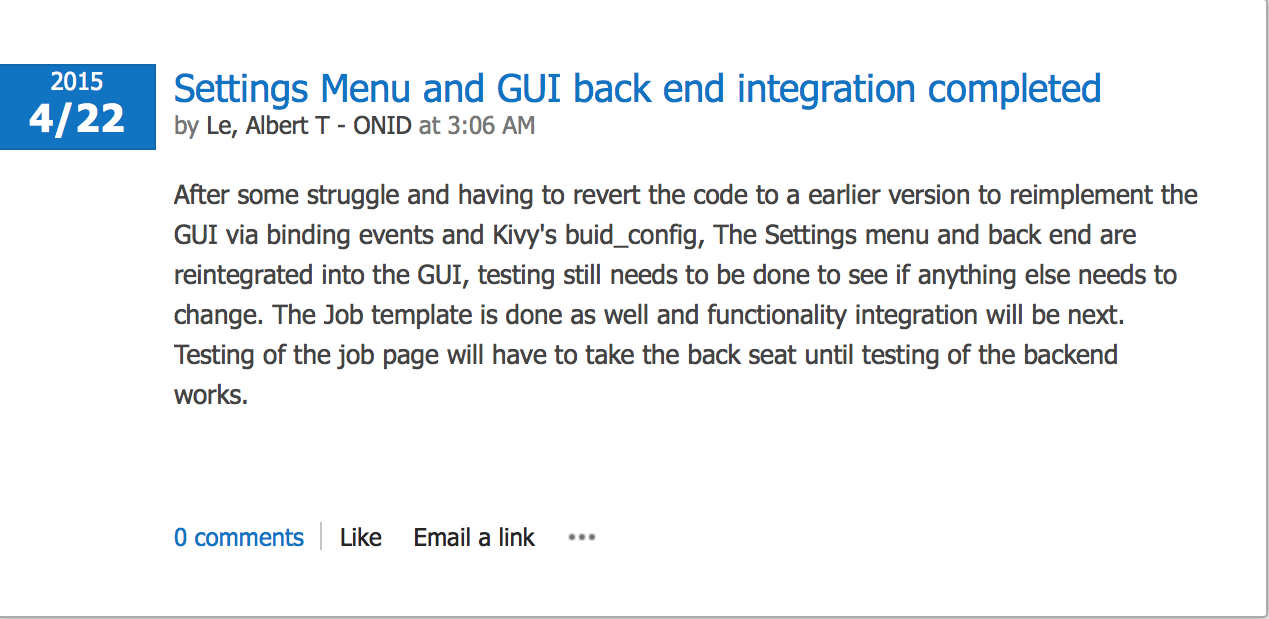 2015
4/22
Settings Menu and GUI back end integration completed
by Le, Albert T - ONID at 3:06 AM
After some struggle and having to revert the code to a earlier version to reimplement the
GUI via binding events and Kivy's buid_config, The Settings menu and back end are
reintegrated into the GUI, testing still needs to be done to see if anything else needs to
change. The Job template is done as well and functionality integration will be next.
Testing of the job page will have to take the back seat until testing of the backend
works.
0 comments Like Email a link •••